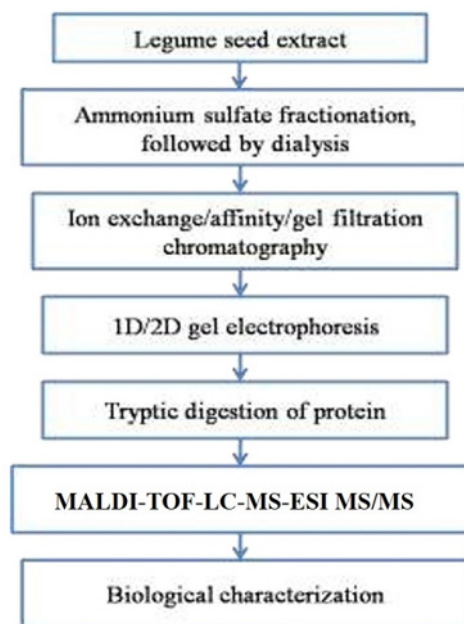 Legume seed extract
Ammonium sulfate fractionation,
followed by dialysis
Ion exchange/affinity/gel filtration
chromatography
1D/2D gel electrophoresis
Tryptic digestion of protein
MALDI-TOF-LC-MS-ESI MS/MS
Biological characterization